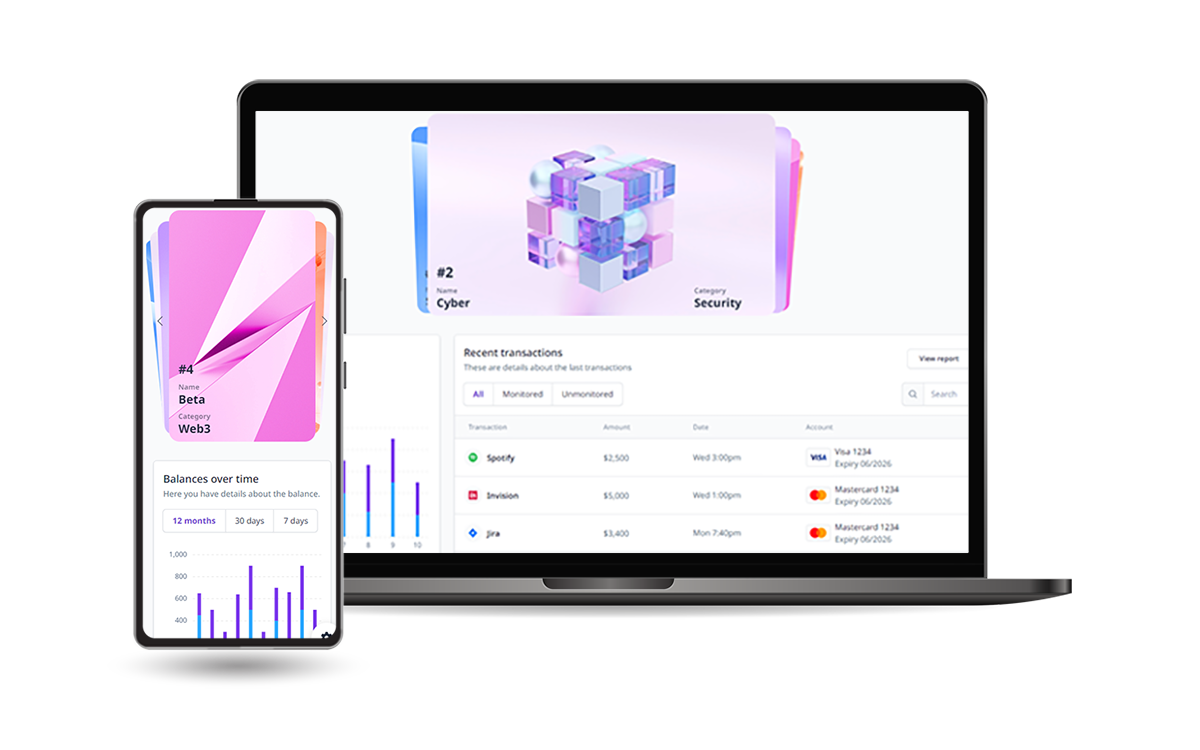 #2
Name
Cyber
Category
Security
Recent transactions
These are details about the last transactions
View report
All Monitored Unmonitored
Search
Transaction Amount Date Account
Spotify $2,500 Wed 3:00pm VISA Visa 1234
Expiry 06/2026
Invision $5,000 Wed 1:00pm Mastercard 1234
Expiry 06/2026
Jira $3,400 Mon 7:40pm Mastercard 1234
Expiry 06/2026
7 8 9 10
#4
Name
Beta
Category
Web3
Balances over time
Here you have details about the balance.
12 months 30 days 7 days
1,000
800
600
400